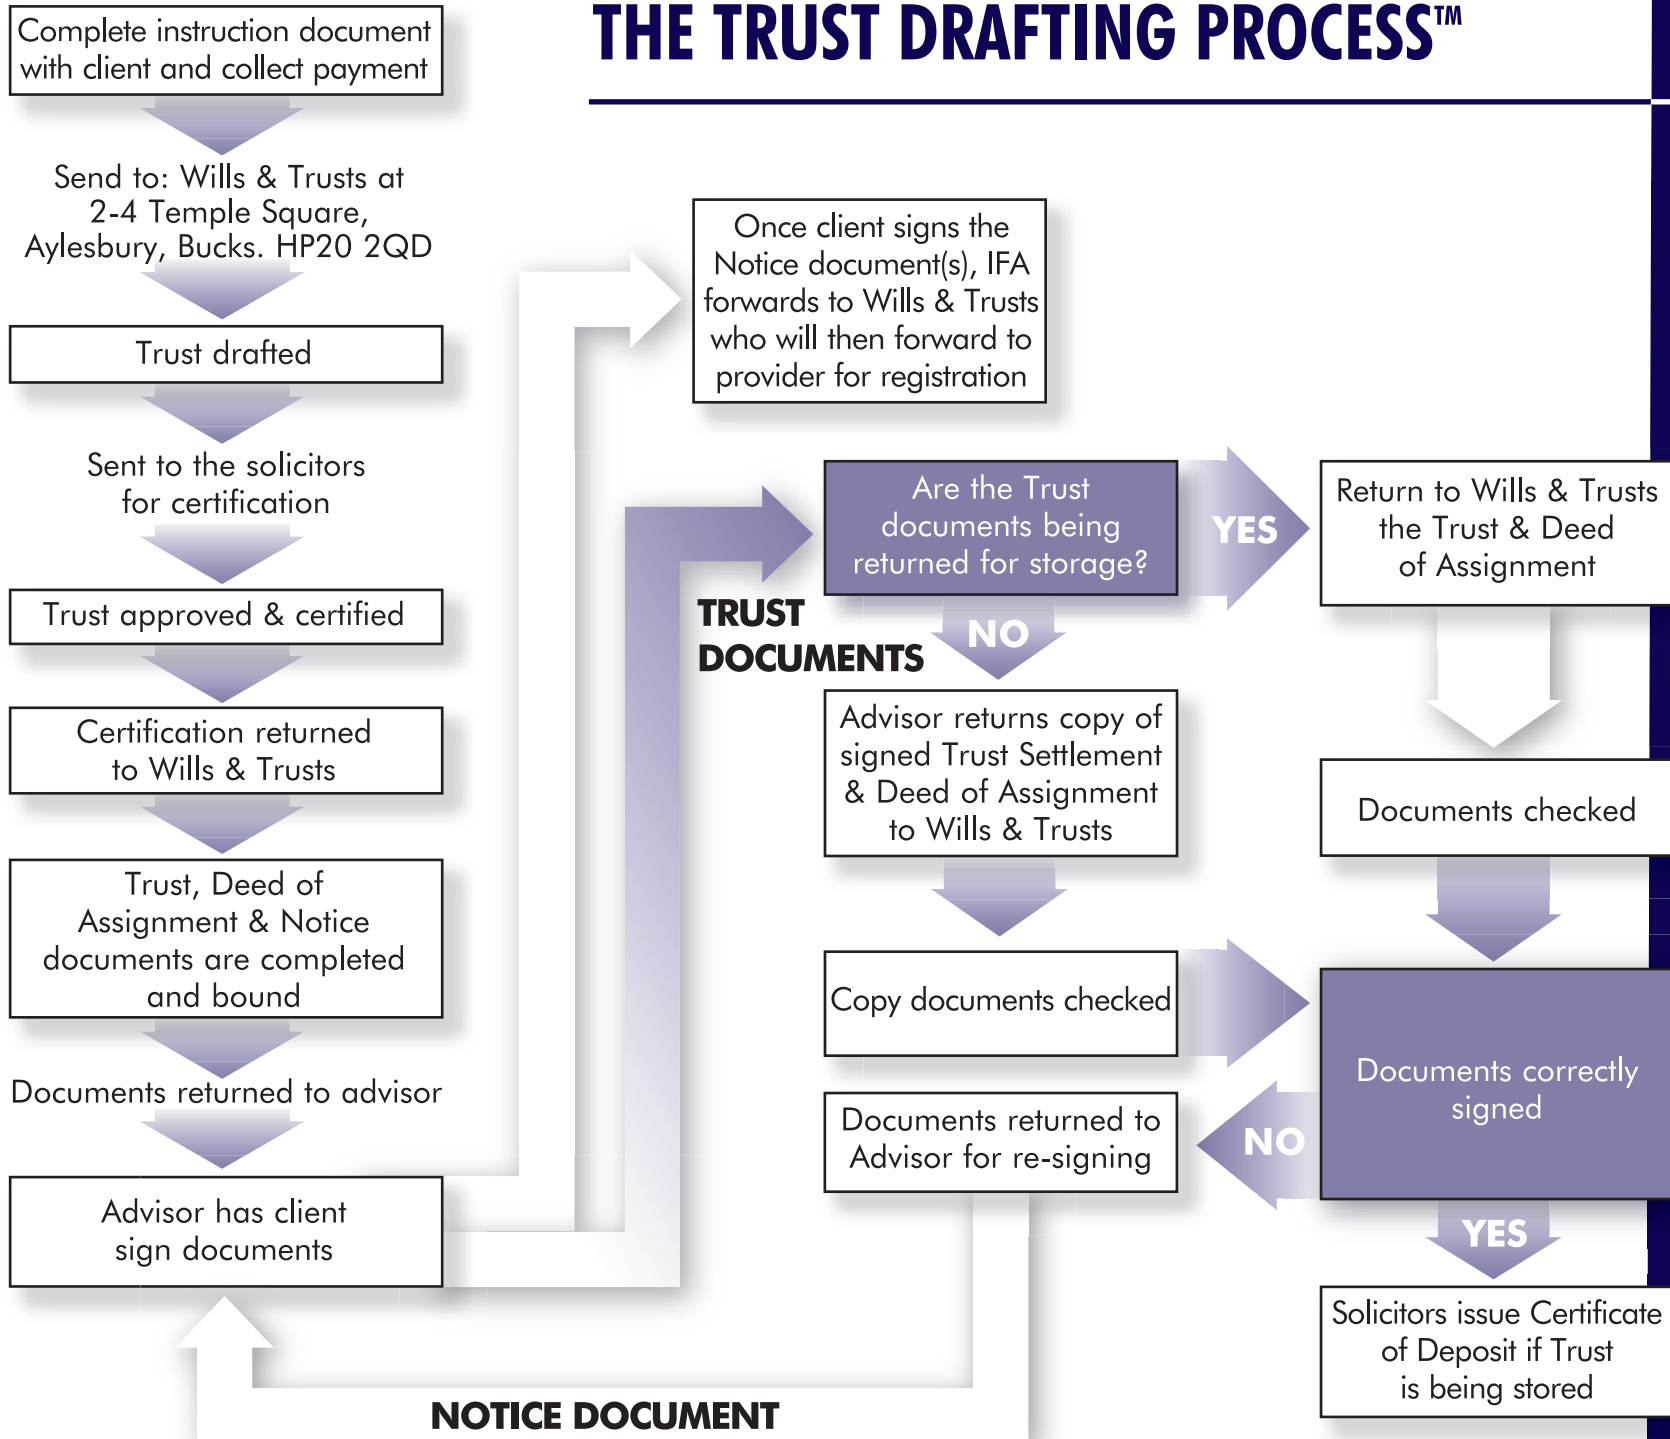 THE TRUST DRAFTING PROCESS™
Complete instruction document
with client and collect payment
Send to: Wills & Trusts at
2-4 Temple Square,
Aylesbury, Bucks. HP20 2QD
Trust drafted
Sent to the solicitors
for certification
Trust approved & certified
Certification returned
to Wills & Trusts
Trust, Deed of
Assignment & Notice
documents are completed
and bound
Documents returned to advisor
Advisor has client
sign documents
Once client signs the
Notice document(s), IFA
forwards to Wills & Trusts
who will then forward to
provider for registration
TRUST
DOCUMENTS
Are the Trust
documents being
returned for storage?
YES
Return to Wills & Trusts
the Trust & Deed
of Assignment
NO
Advisor returns copy of
signed Trust Settlement
& Deed of Assignment
to Wills & Trusts
Documents checked
Copy documents checked
Documents correctly
signed
NO
Documents returned to
Advisor for re-signing
YES
Solicitors issue Certificate
of Deposit if Trust
is being stored
NOTICE DOCUMENT